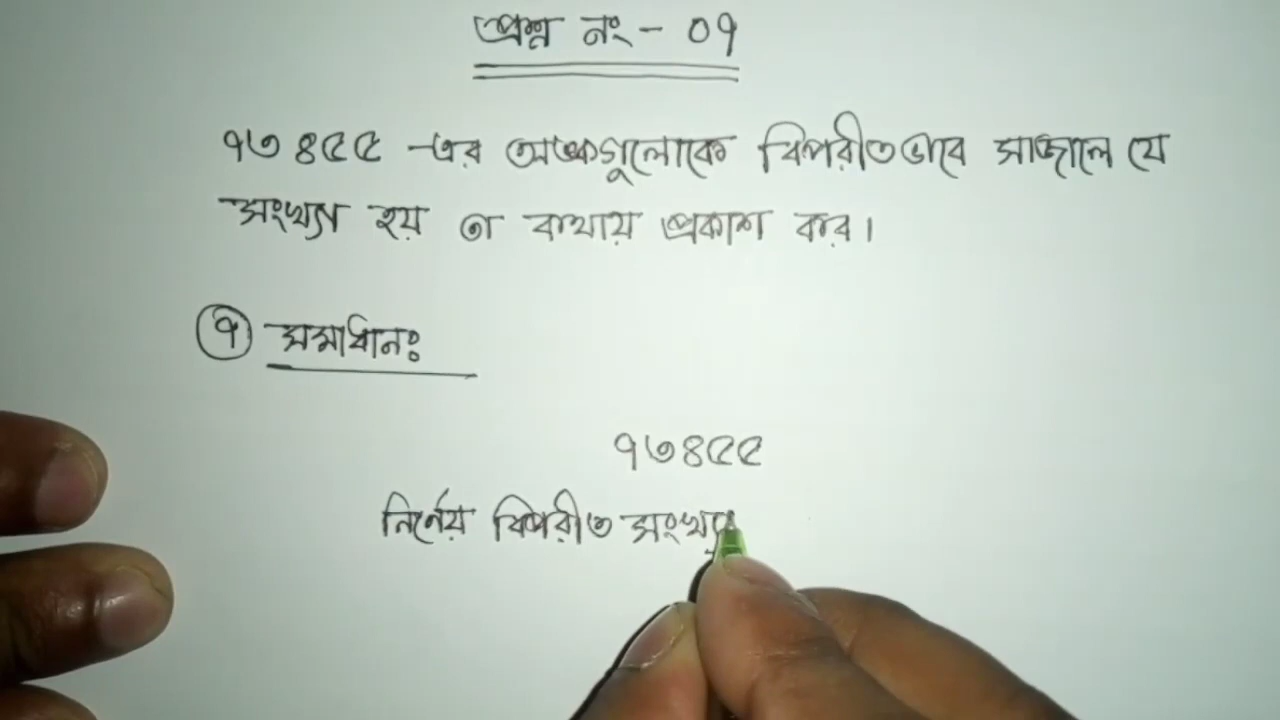 প্রশ্ন নং - ০৭
৭৩৪৫৫ -এর অঙ্কগুলোকে বিপরীতভাবে সাজালে যে
সংখ্যা হয় তা কথায় প্রকাশ কর।
৭ সমাধানঃ
৭৩৪৫৫
নির্ণেয় বিপরীত সংখ্যা